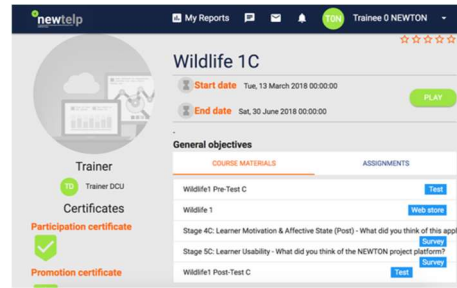 newtelp
My Reports
TON
Trainee 0 NEWTON
Wildlife 1C
Start date Tue, 13 March 2018 00:00:00
PLAY
End date Sat, 30 June 2018 00:00:00
.
General objectives
COURSE MATERIALS
ASSIGNMENTS
Trainer
TD Trainer DCU
Certificates
Participation certificate
Promotion certificate
Wildlife1 Pre-Test C Test
Wildlife 1 Web store
Stage 4C: Learner Motivation & Affective State (Post) - What did you think of this appl
Survey
Stage 5C: Learner Usability - What did you think of the NEWTON project platform?
Survey
Wildlife1 Post-Test C Test